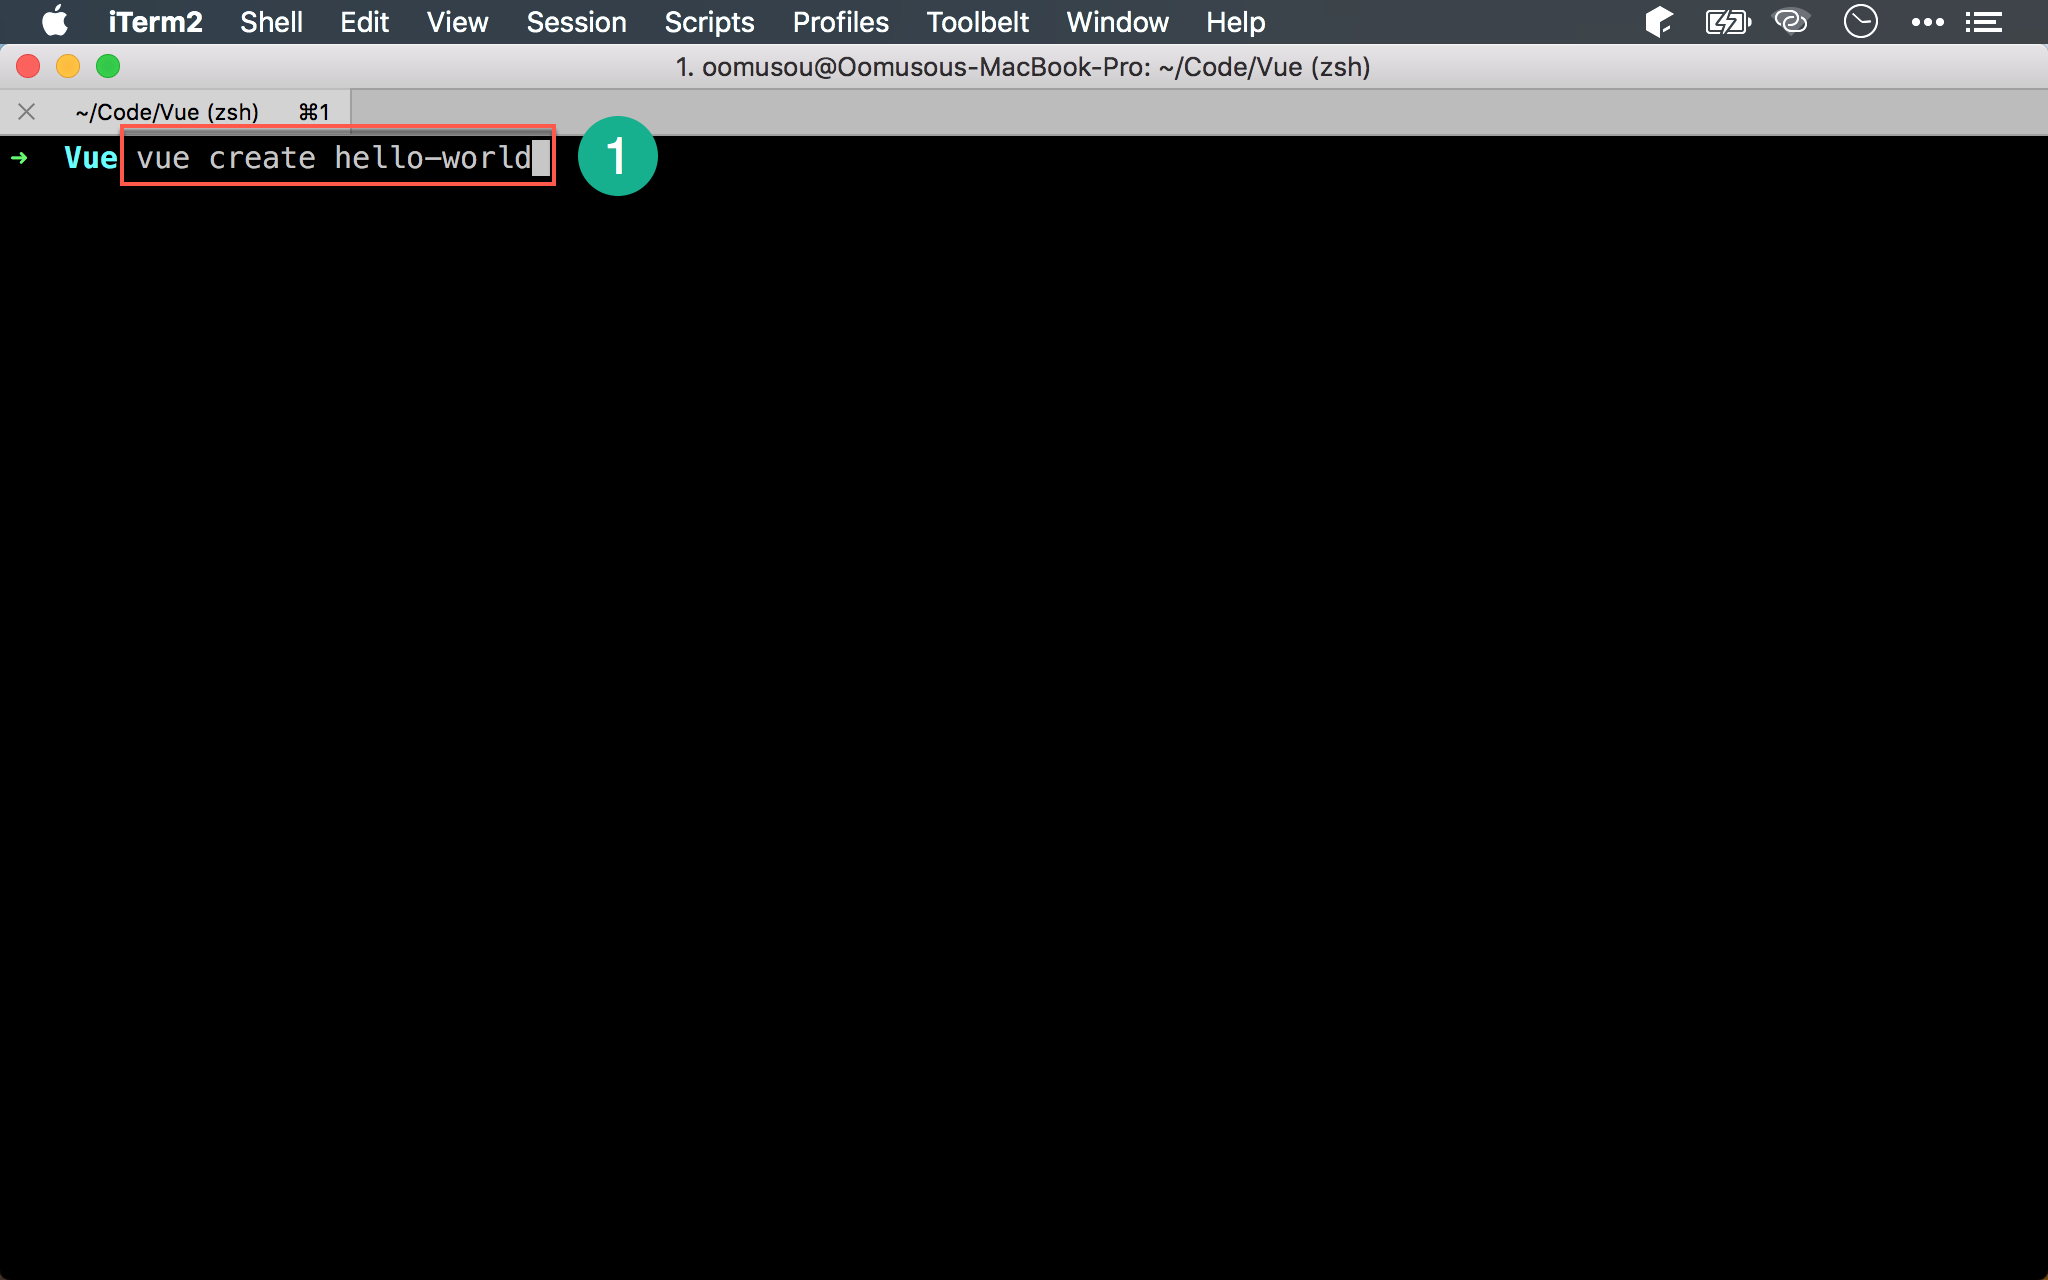 iTerm2 Shell Edit View Session Scripts Profiles Toolbelt Window Help
1. oomusou@Oomusous-MacBook-Pro: ~/Code/Vue (zsh)
~/Code/Vue (zsh) ⌘1
➜ Vue vue create hello-world
1